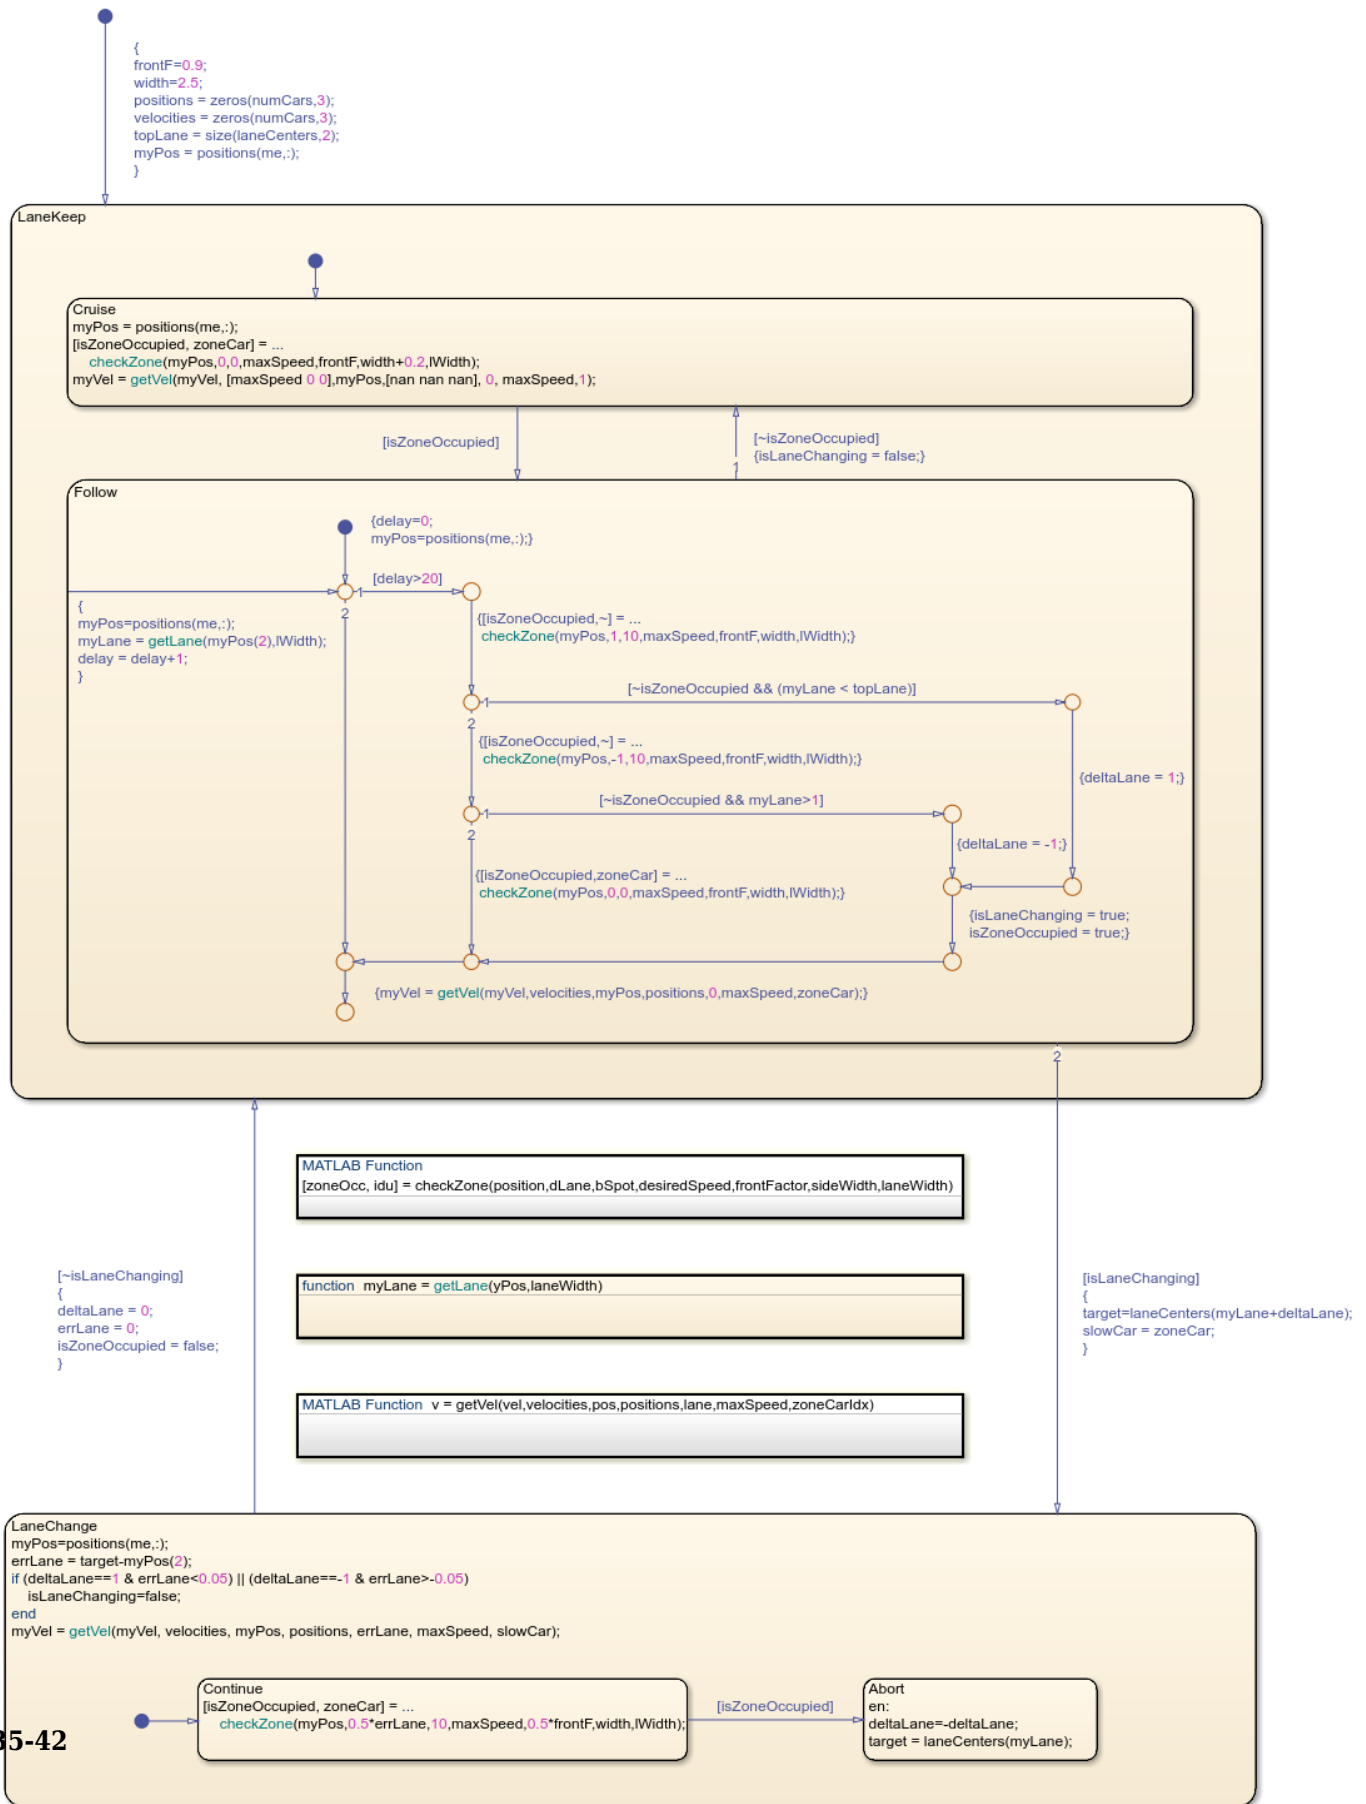 {
frontF=0.9;
width=2.5;
positions = zeros(numCars,3);
velocities = zeros(numCars,3);
topLane = size(laneCenters,2);
myPos = positions(me,:);
}
LaneKeep
Cruise
myPos = positions(me,:);
[isZoneOccupied, zoneCar] = ...
checkZone(myPos,0,0,maxSpeed,frontF,width+0.2,lWidth);
myVel = getVel(myVel, [maxSpeed 0 0],myPos,[nan nan nan], 0, maxSpeed,1);
[isZoneOccupied]
[~isZoneOccupied]
{isLaneChanging = false;}
1
Follow
{delay=0;
myPos=positions(me,:);}
[delay>20]
1
2
{
myPos=positions(me,:);
myLane = getLane(myPos(2),lWidth);
delay = delay+1;
}
{[isZoneOccupied,~] = ...
checkZone(myPos,1,10,maxSpeed,frontF,width,lWidth);}
[~isZoneOccupied && (myLane < topLane)]
1
2
{[isZoneOccupied,~] = ...
checkZone(myPos,-1,10,maxSpeed,frontF,width,lWidth);}
{deltaLane = 1;}
[~isZoneOccupied && myLane>1]
1
2
{deltaLane = -1;}
{[isZoneOccupied,zoneCar] = ...
checkZone(myPos,0,0,maxSpeed,frontF,width,lWidth);}
{isLaneChanging = true;
isZoneOccupied = true;}
{myVel = getVel(myVel,velocities,myPos,positions,0,maxSpeed,zoneCar);}
2
MATLAB Function
[zoneOcc, idu] = checkZone(position,dLane,bSpot,desiredSpeed,frontFactor,sideWidth,laneWidth)
[~isLaneChanging]
{
deltaLane = 0;
errLane = 0;
isZoneOccupied = false;
}
function myLane = getLane(yPos,laneWidth)
[isLaneChanging]
{
target=laneCenters(myLane+deltaLane);
slowCar = zoneCar;
}
MATLAB Function v = getVel(vel,velocities,pos,positions,lane,maxSpeed,zoneCarIdx)
LaneChange
myPos=positions(me,:);
errLane = target-myPos(2);
if (deltaLane==1 & errLane<0.05) || (deltaLane==-1 & errLane>-0.05)
isLaneChanging=false;
end
myVel = getVel(myVel, velocities, myPos, positions, errLane, maxSpeed, slowCar);
Continue
[isZoneOccupied, zoneCar] = ...
checkZone(myPos,0.5*errLane,10,maxSpeed,0.5*frontF,width,lWidth);
[isZoneOccupied]
Abort
en:
deltaLane=-deltaLane;
target = laneCenters(myLane);
35-42